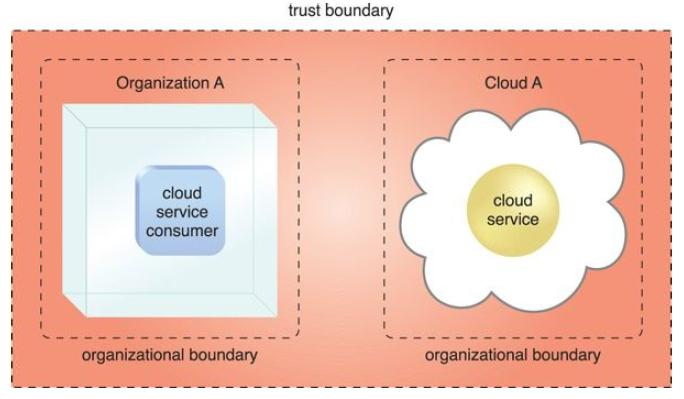 trust boundary
Organization A
Cloud A
cloud
service
consumer
cloud
service
organizational boundary
organizational boundary